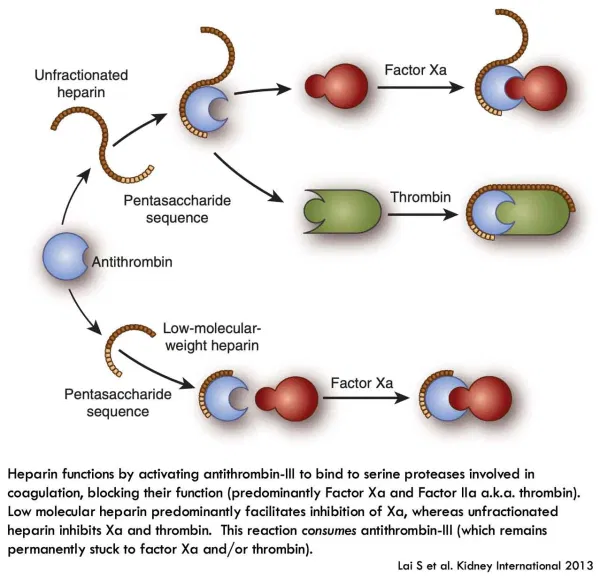 Unfractionated
heparin
Factor Xa
Pentasaccharide
sequence
Thrombin
Antithrombin
Low-molecular-
weight heparin
Pentasaccharide
sequence
Factor Xa
Heparin functions by activating antithrombin-III to bind to serine proteases involved in
coagulation, blocking their function (predominantly Factor Xa and Factor IIa a.k.a. thrombin).
Low molecular heparin predominantly facilitates inhibition of Xa, whereas unfractionated
heparin inhibits Xa and thrombin. This reaction consumes antithrombin-III (which remains
permanently stuck to factor Xa and/or thrombin).
Lai S et al. Kidney International 2013